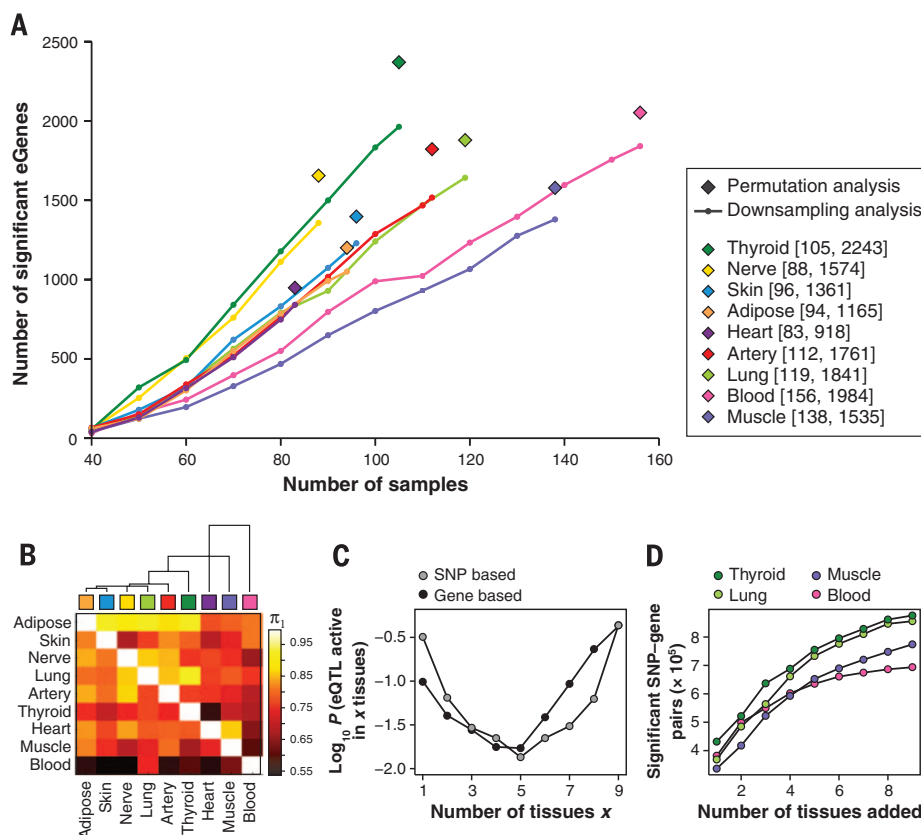 A
Number of significant eGenes
2500
2000
1500
1000
500
0
40
60
80
100
120
140
160
Number of samples
Permutation analysis
Downsampling analysis
Thyroid [105, 2243]
Nerve [88, 1574]
Skin [96, 1361]
Adipose [94, 1165]
Heart [83, 918]
Artery [112, 1761]
Lung [119, 1841]
Blood [156, 1984]
Muscle [138, 1535]
B
Adipose
Skin
Nerve
Lung
Artery
Thyroid
Heart
Muscle
Blood
Adipose
Skin
Nerve
Lung
Artery
Thyroid
Heart
Muscle
Blood
π1
0.95
0.85
0.75
0.65
0.55
C
SNP based
Gene based
Log10 P (eQTL active
in x tissues)
−0.5
−1.0
−1.5
−2.0
1
3
5
7
9
Number of tissues x
D
Thyroid
Lung
Muscle
Blood
Significant SNP–gene
pairs (× 10⁵)
8
7
6
5
4
2
4
6
8
Number of tissues added